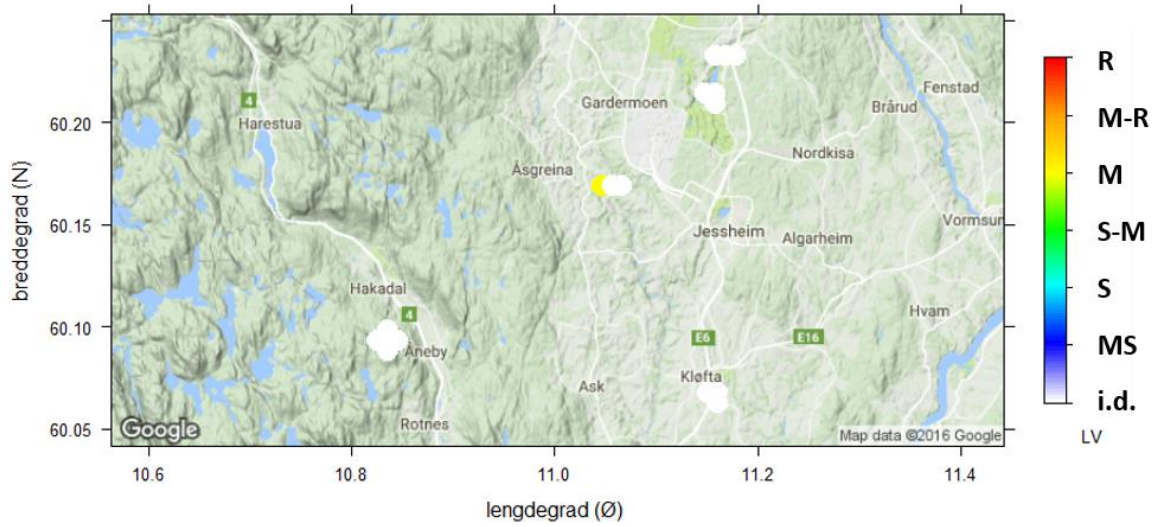 R
M-R
M
S-M
S
MS
i.d.
LV
breddegrad (N)
60.20
60.15
60.10
60.05
4
Harestua
Gardermoen
Fenstad
Brårud
Åsgreina
Nordkisa
Vormsun
Jessheim
Algarheim
Hakadal
4
Åneby
E6
E16
Hvam
Kløfta
Ask
Rotnes
Google
Map data ©2016 Google
10.6 10.8 11.0 11.2 11.4
lengdegrad (Ø)